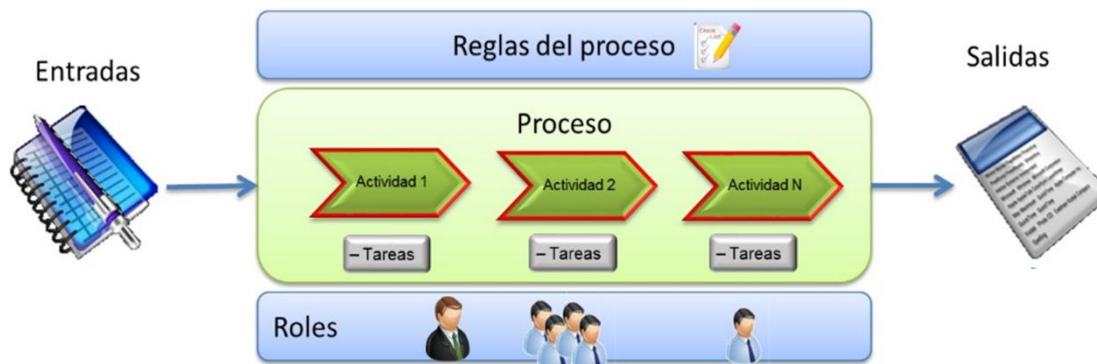 Reglas del proceso
Entradas
Salidas
Proceso
Actividad 1
Actividad 2
Actividad N
– Tareas
– Tareas
– Tareas
Roles